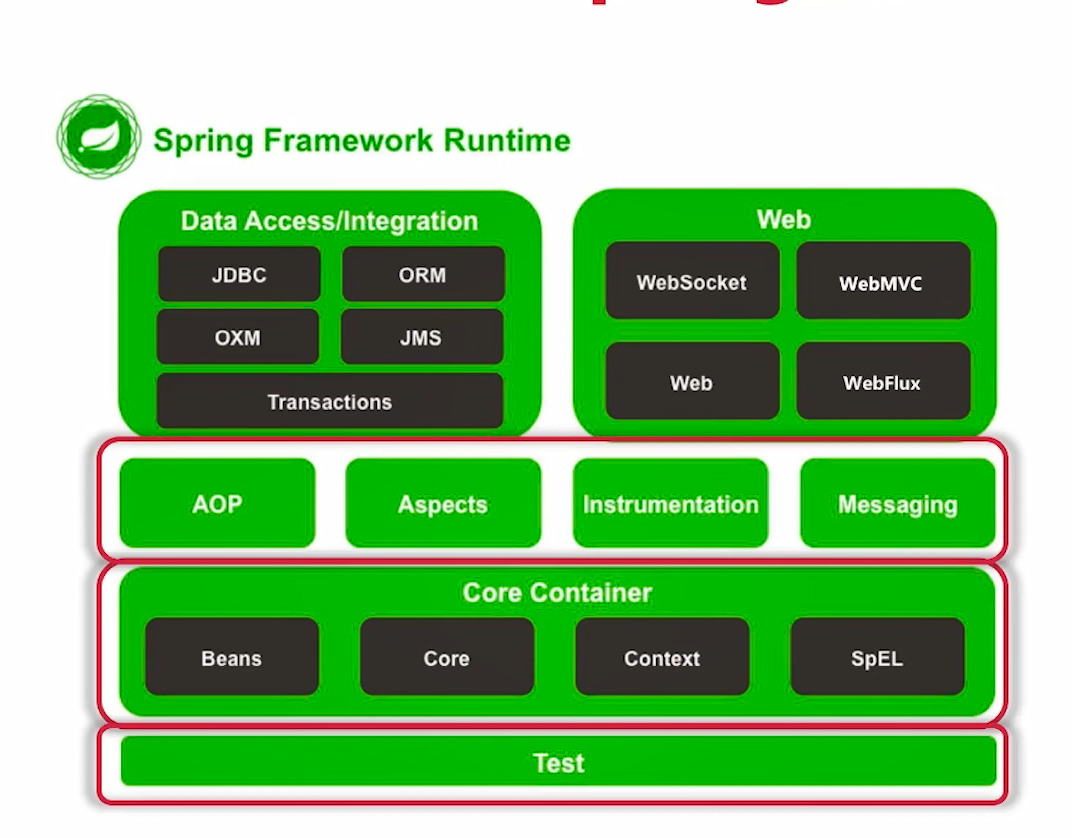 Spring Framework Runtime
Data Access/Integration
JDBC
ORM
OXM
JMS
Transactions
Web
WebSocket
WebMVC
Web
WebFlux
AOP
Aspects
Instrumentation
Messaging
Core Container
Beans
Core
Context
SpEL
Test